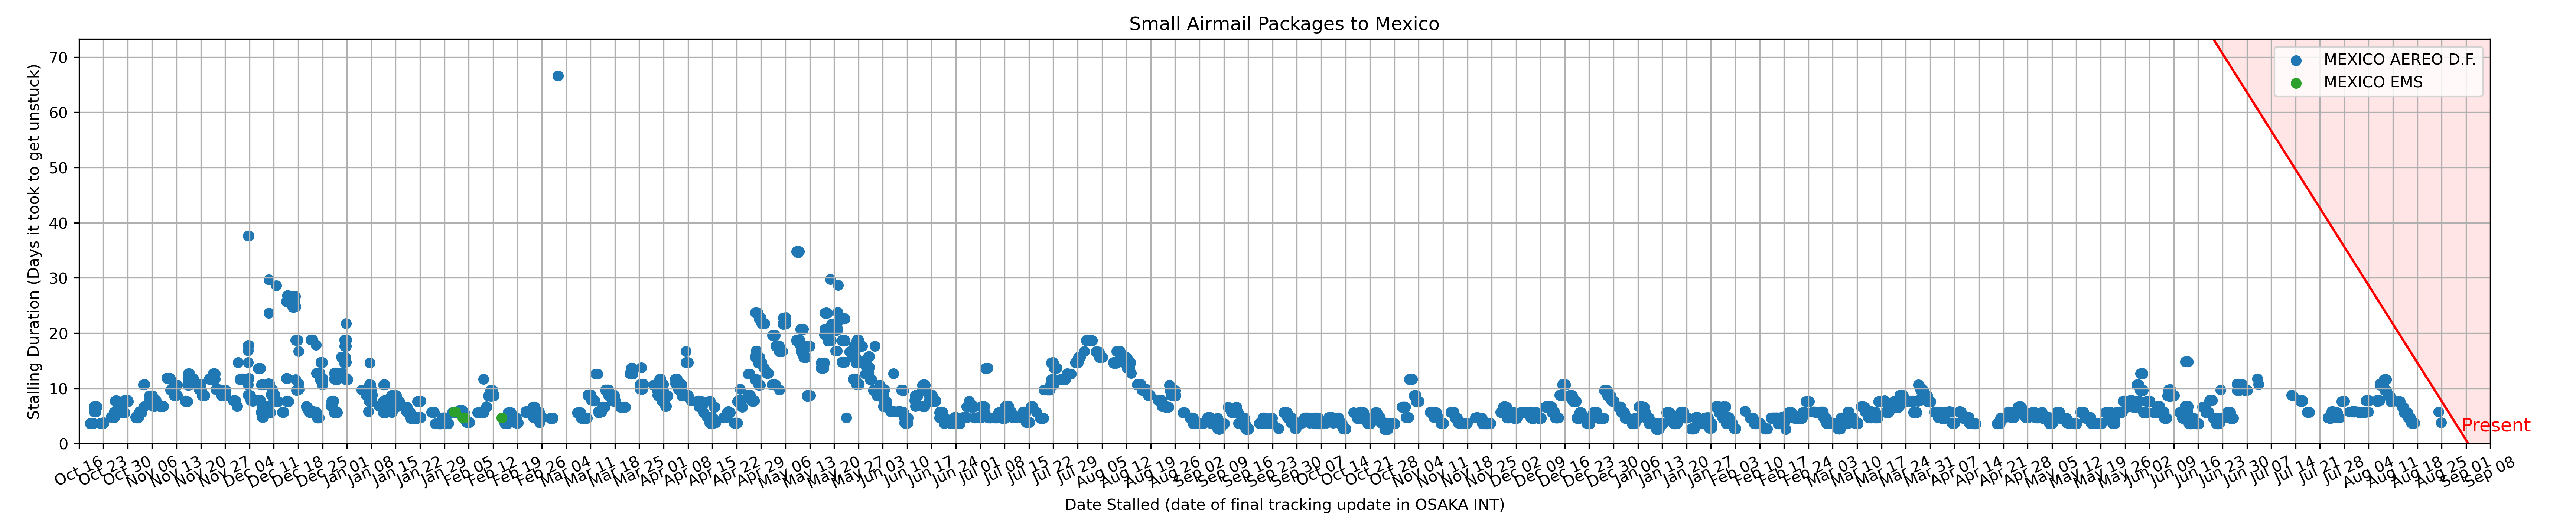 Small Airmail Packages to Mexico
MEXICO AEREO D.F.
MEXICO EMS
Present
Stalling Duration (Days it took to get unstuck)
70
60
50
40
30
20
10
0
Oct 16
Oct 23
Oct 30
Nov 06
Nov 13
Nov 20
Nov 27
Dec 04
Dec 11
Dec 18
Dec 25
Jan 01
Jan 08
Jan 15
Jan 22
Jan 29
Feb 05
Feb 12
Feb 19
Feb 26
Mar 04
Mar 11
Mar 18
Mar 25
Apr 01
Apr 08
Apr 15
Apr 22
Apr 29
May 06
May 13
May 20
May 27
Jun 03
Jun 10
Jun 17
Jun 24
Jul 01
Jul 08
Jul 15
Jul 22
Jul 29
Aug 05
Aug 12
Aug 19
Aug 26
Sep 02
Sep 09
Sep 16
Sep 23
Sep 30
Oct 07
Oct 14
Oct 21
Oct 28
Nov 04
Nov 11
Nov 18
Nov 25
Dec 02
Dec 09
Dec 16
Dec 23
Dec 30
Jan 06
Jan 13
Jan 20
Jan 27
Feb 03
Feb 10
Feb 17
Feb 24
Mar 03
Mar 10
Mar 17
Mar 24
Mar 31
Apr 07
Apr 14
Apr 21
Apr 28
May 05
May 12
May 19
May 26
Jun 02
Jun 09
Jun 16
Jun 23
Jun 30
Jul 07
Jul 14
Jul 21
Jul 28
Aug 04
Aug 11
Aug 18
Aug 25
Sep 01
Sep 08
Date Stalled (date of final tracking update in OSAKA INT)